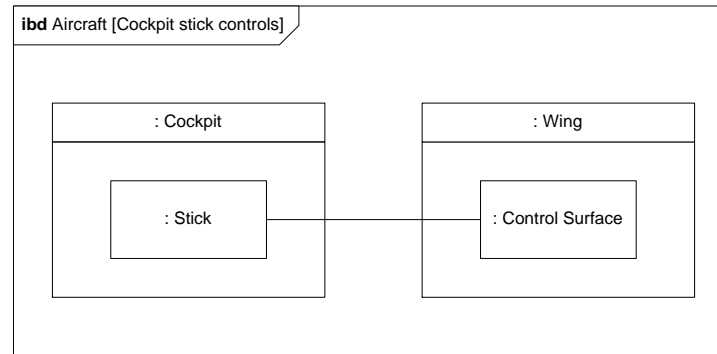 ibd Aircraft [Cockpit stick controls]
: Cockpit
: Wing
: Stick
: Control Surface